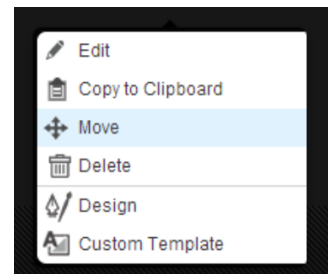 Edit
Copy to Clipboard
Move
Delete
Design
Custom Template